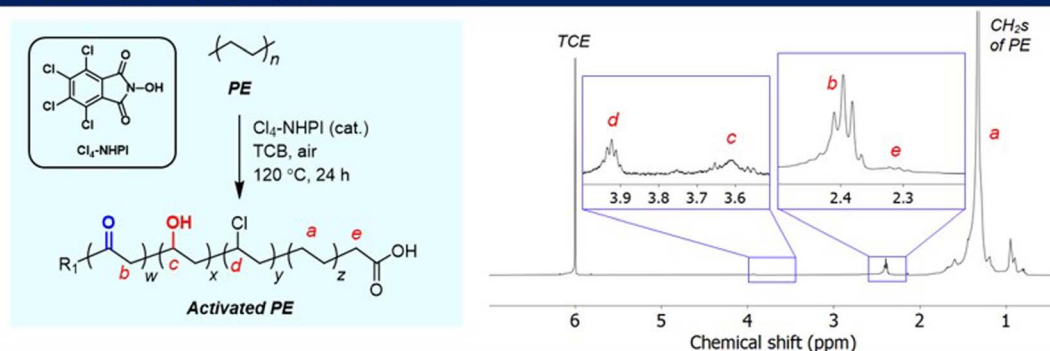 Cl
Cl
O
Cl
N-OH
Cl
O
Cl₄-NHPI
n
PE
Cl₄-NHPI (cat.)
TCB, air
120 °C, 24 h
O
OH
Cl
a
e
OH
R₁
b
w
c
x
d
y
z
O
Activated PE
TCE
CH₂s
of PE
b
d
c
e
a
3.9 3.8 3.7 3.6
2.4 2.3
6 5 4 3 2 1
Chemical shift (ppm)